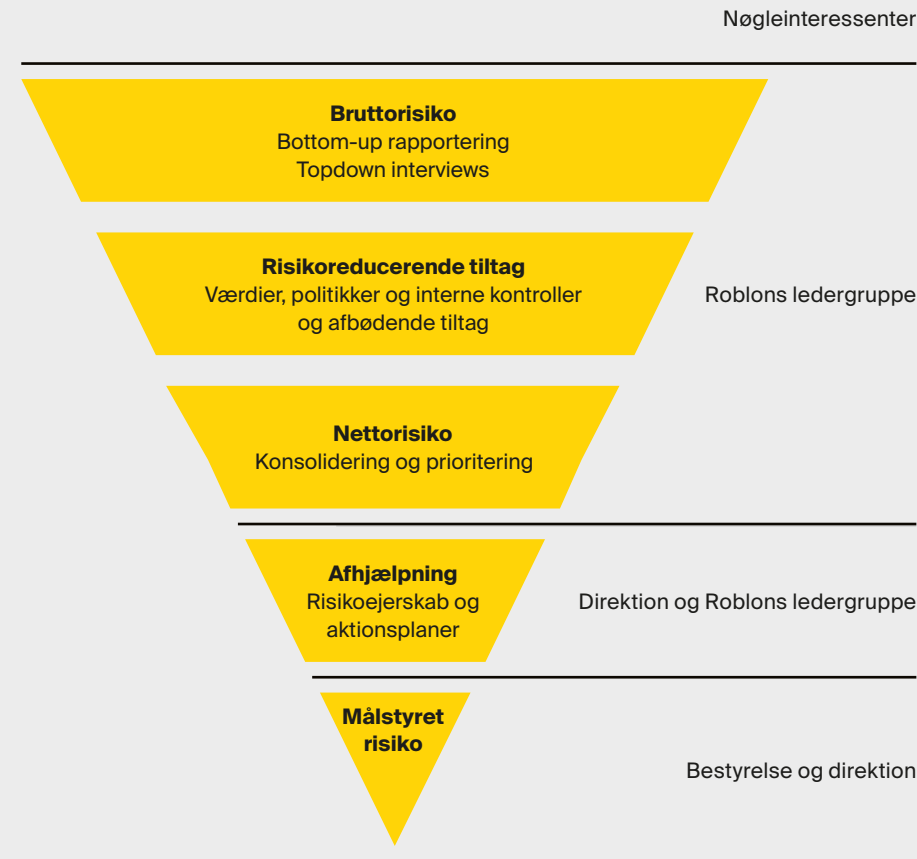 Nøgleinteressenter
Bruttorisiko
Bottom-up rapportering
Topdown interviews
Risikoreducerende tiltag
Værdier, politikker og interne kontroller
og afbødende tiltag
Roblons ledergruppe
Nettorisiko
Konsolidering og prioritering
Afhjælpning
Risikoejerskab og
aktionsplaner
Direktion og Roblons ledergruppe
Målstyret
risiko
Bestyrelse og direktion